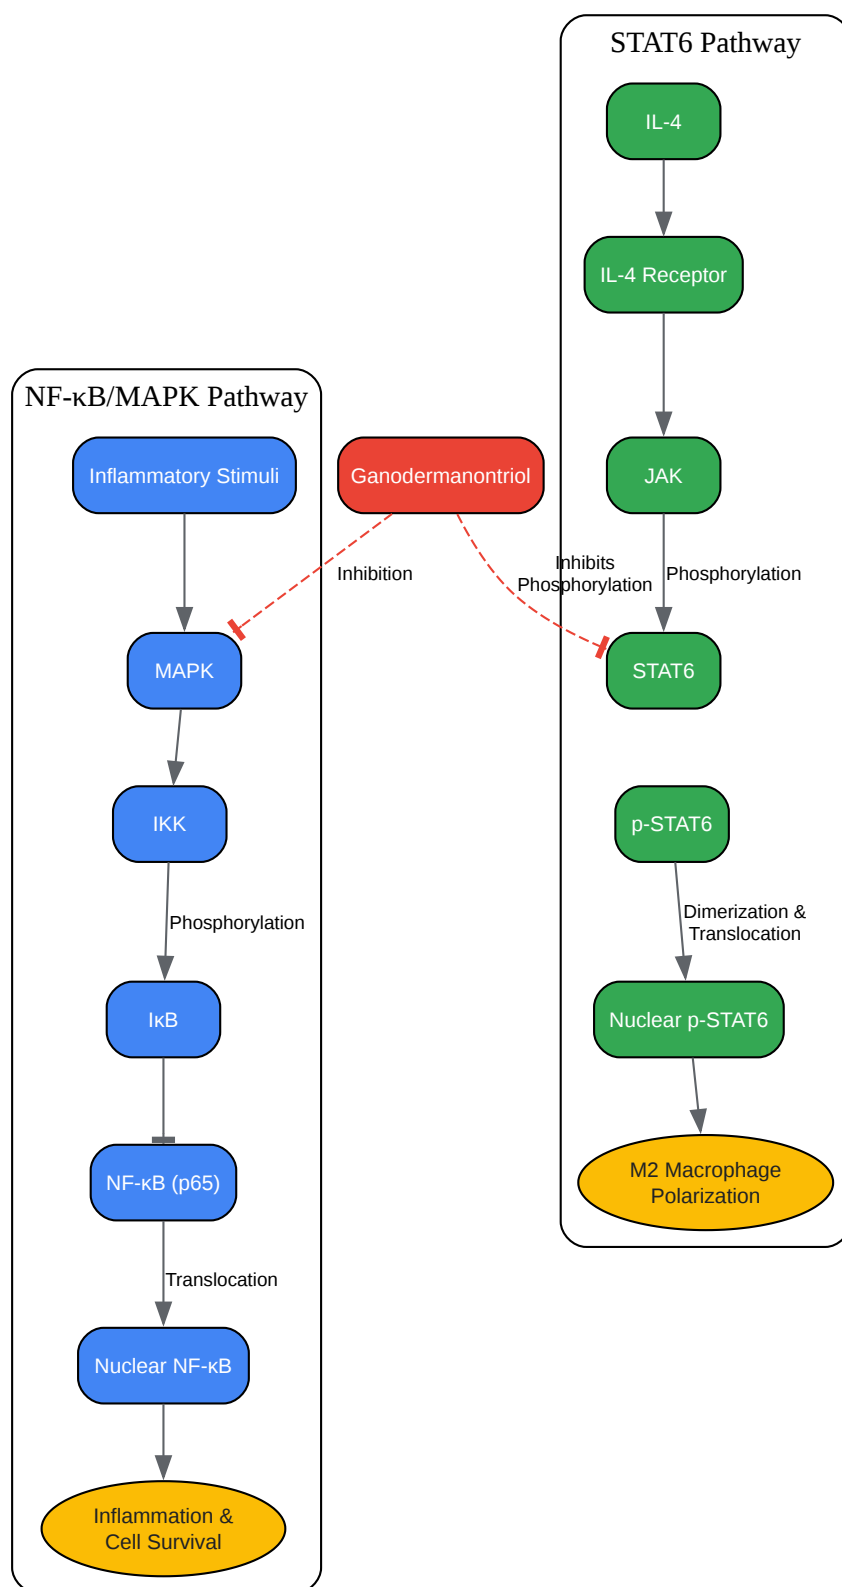 STAT6 Pathway
IL-4
IL-4 Receptor
NF-κB/MAPK Pathway
Inflammatory Stimuli
Ganodermanontriol
JAK
Inhibition
Inhibits
Phosphorylation
Phosphorylation
MAPK
STAT6
IKK
p-STAT6
Phosphorylation
Dimerization &
Translocation
IκB
Nuclear p-STAT6
NF-κB (p65)
M2 Macrophage
Polarization
Translocation
Nuclear NF-κB
Inflammation &
Cell Survival